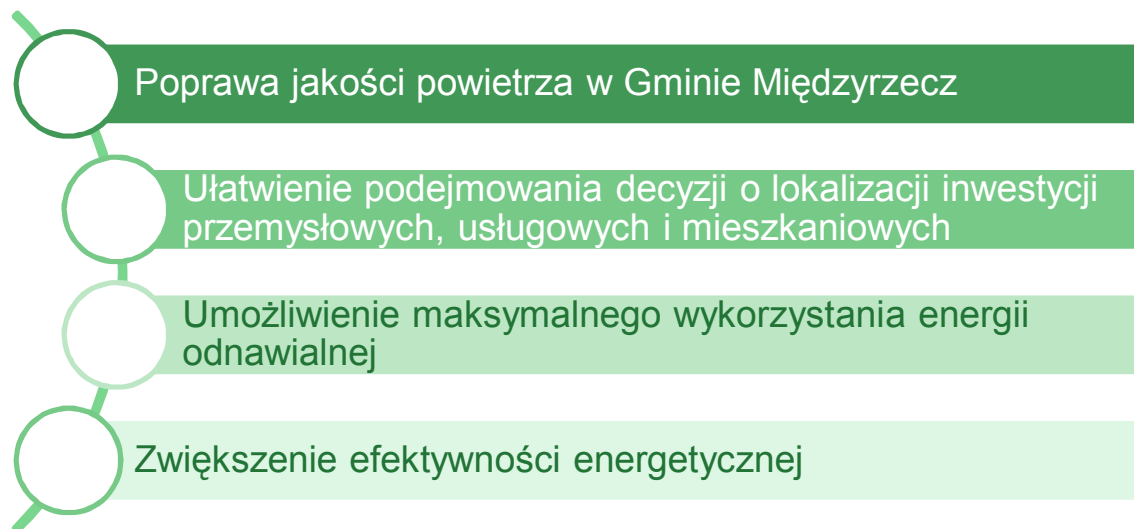 Poprawa jakości powietrza w Gminie Międzyrzecz
Ułatwienie podejmowania decyzji o lokalizacji inwestycji
przemysłowych, usługowych i mieszkaniowych
Umożliwienie maksymalnego wykorzystania energii
odnawialnej
Zwiększenie efektywności energetycznej